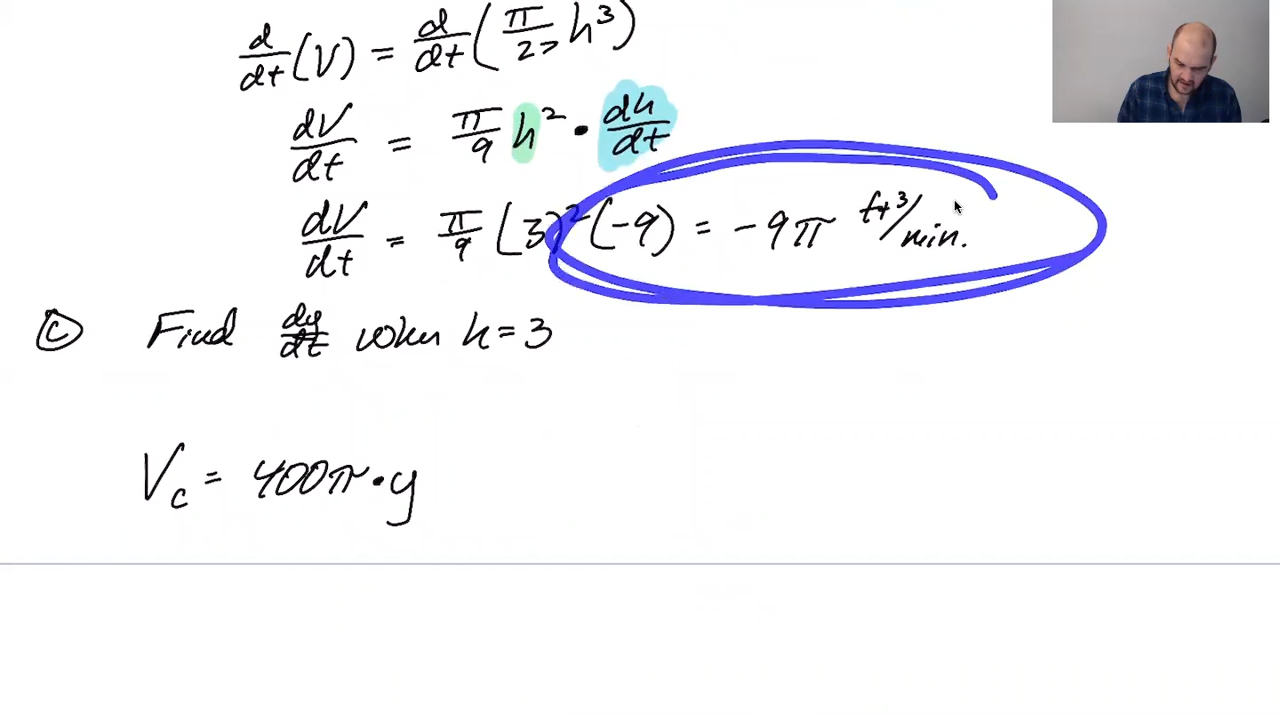 d/dt (V) = d/dt (π/27 h³)
dV/dt = π/9 h² • dh/dt
dV/dt = π/9 (3)² (-9) = -9π ft³/min.
Ⓒ Find dy/dt when h = 3
V_c = 400π • y